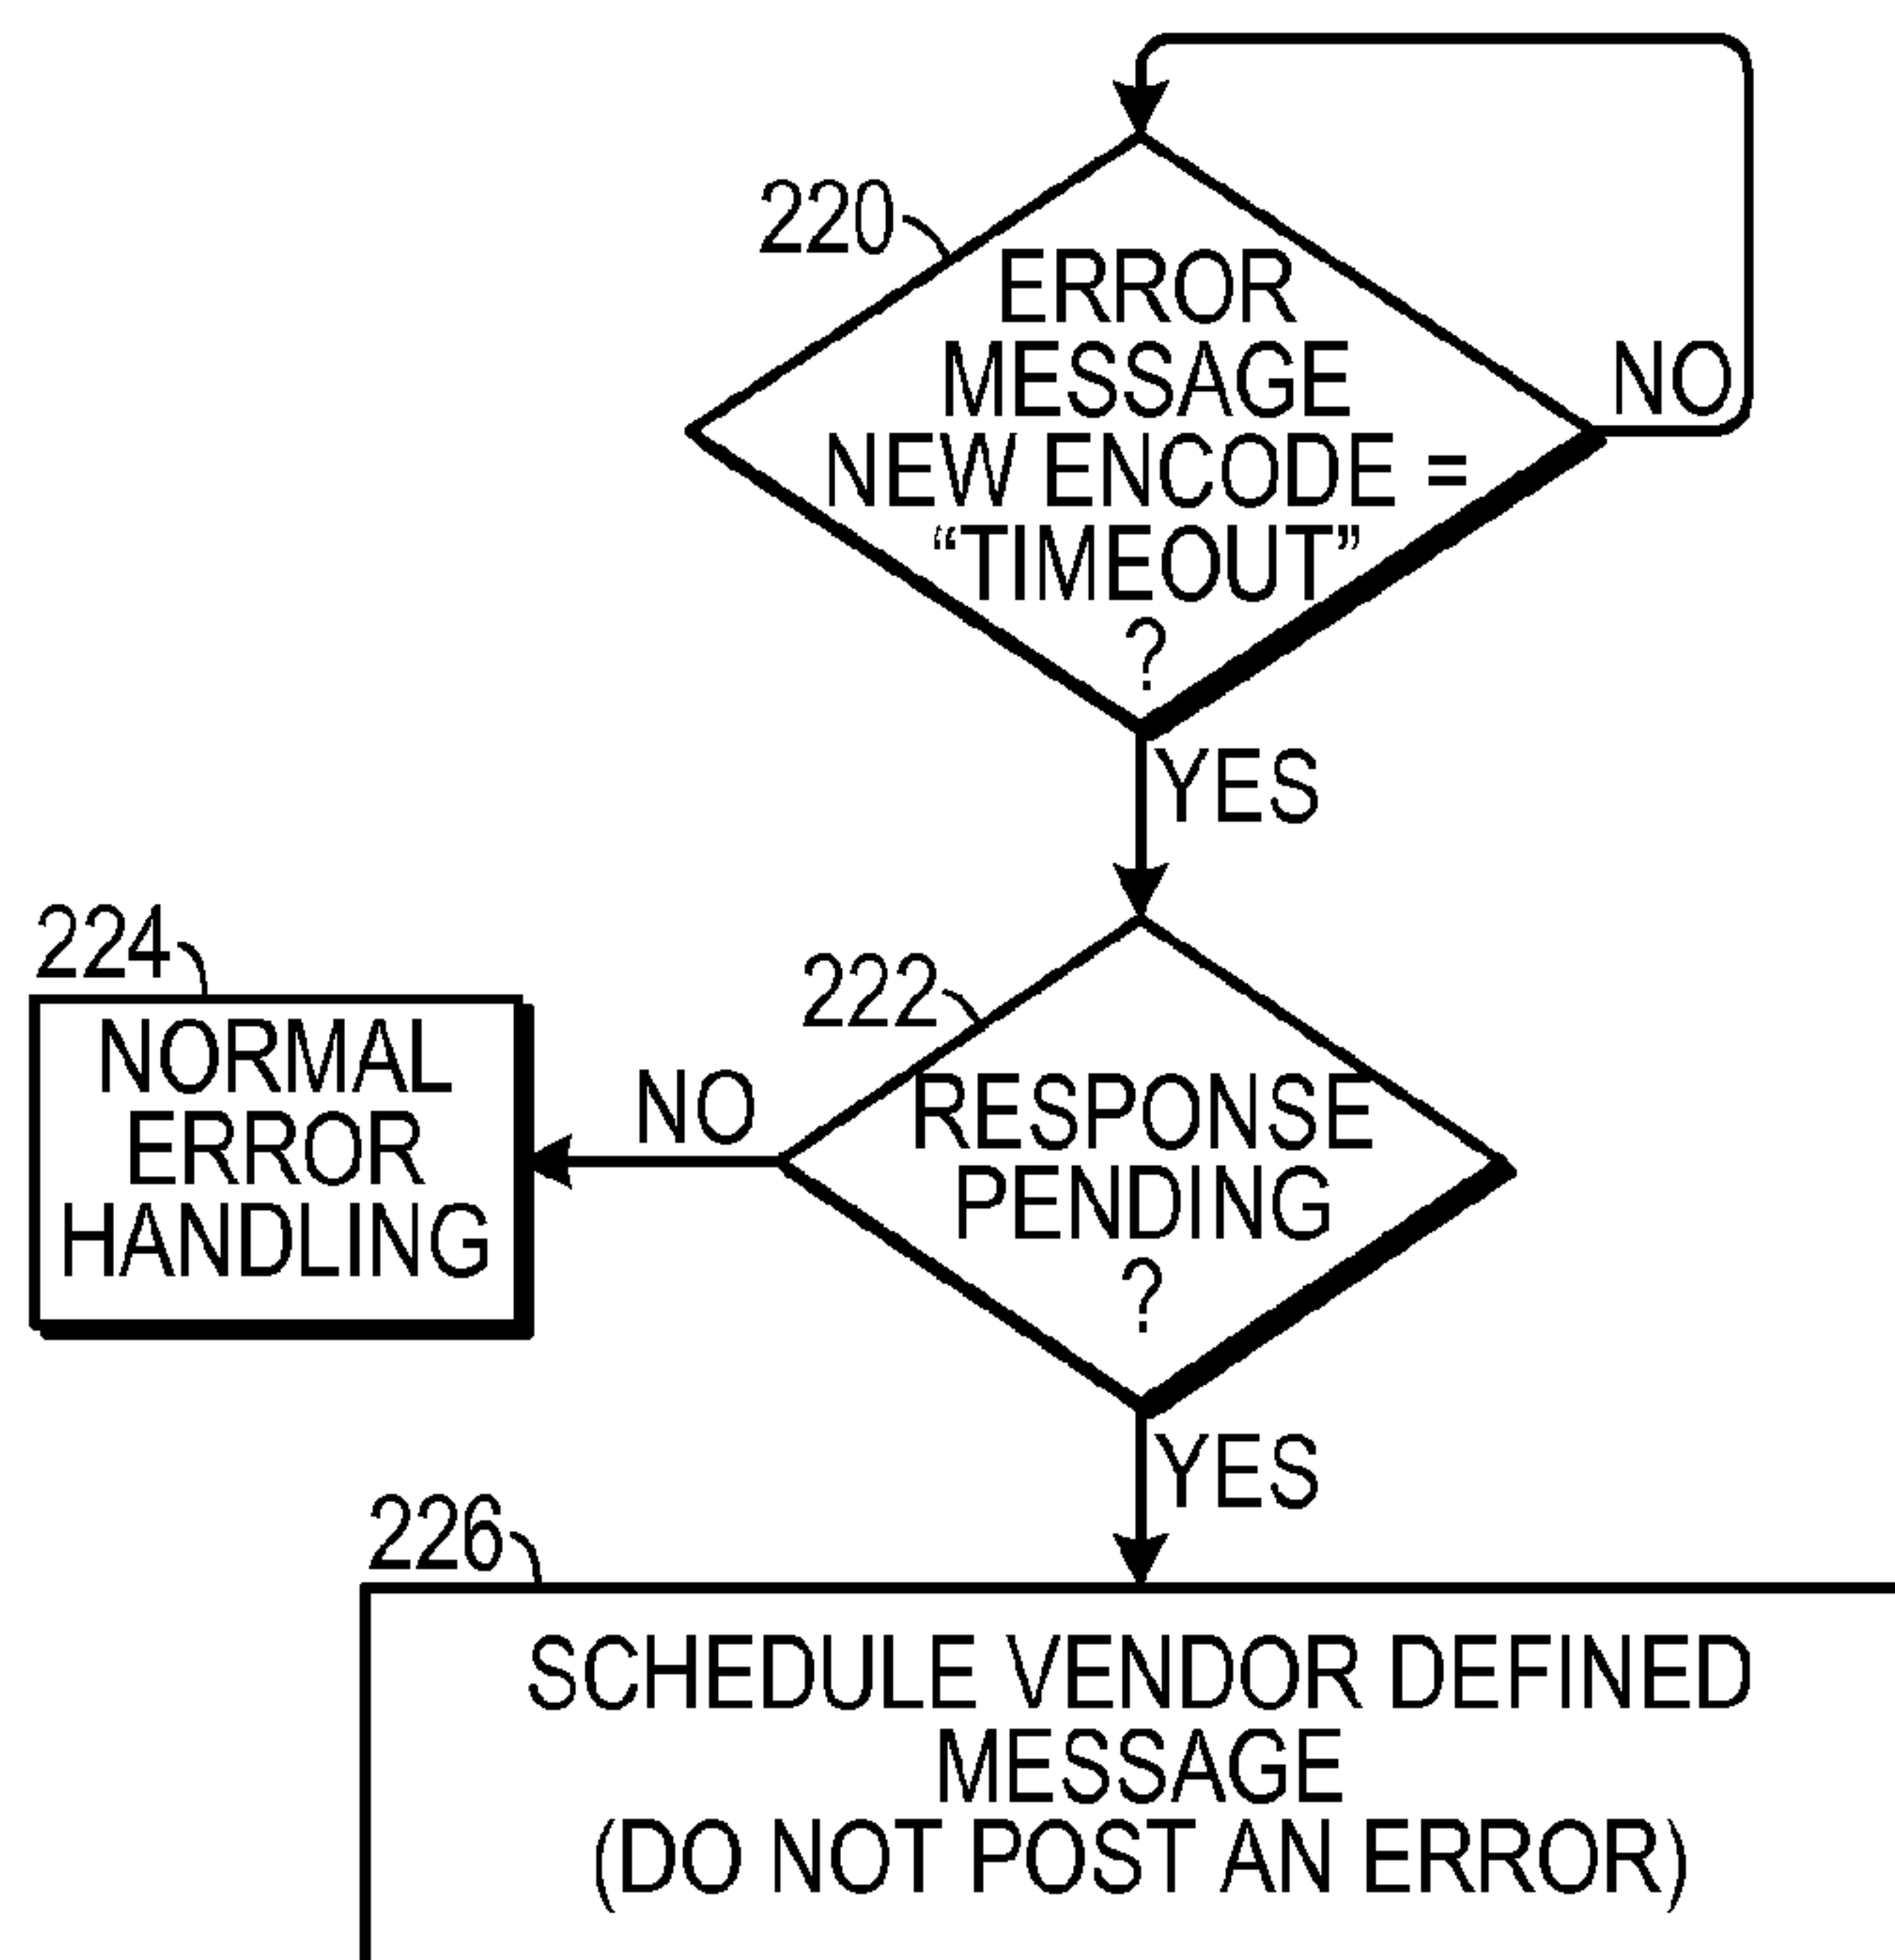 220
ERROR
MESSAGE
NEW ENCODE =
“TIMEOUT”
?
NO
YES
224
NORMAL
ERROR
HANDLING
NO
222
RESPONSE
PENDING
?
YES
226
SCHEDULE VENDOR DEFINED
MESSAGE
(DO NOT POST AN ERROR)